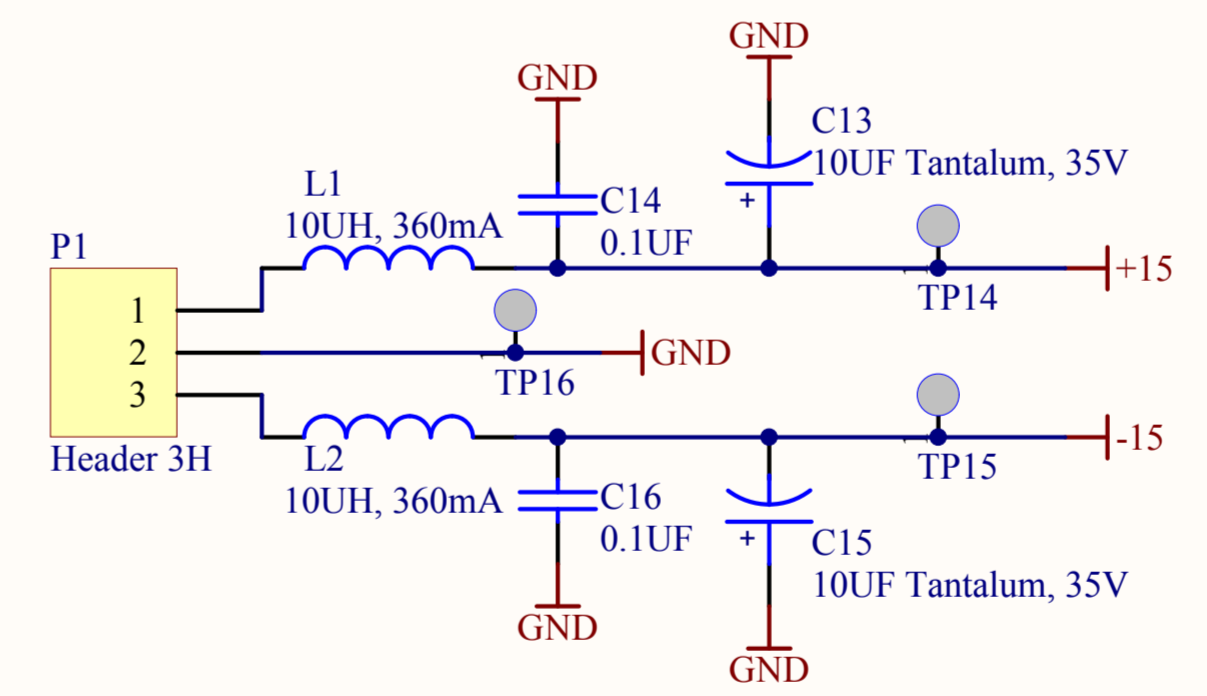 GND
GND
C13
10UF Tantalum, 35V
L1
10UH, 360mA
C14
0.1UF
P1
1
2
3
Header 3H
+15
TP14
GND
TP16
-15
TP15
L2
10UH, 360mA
C16
0.1UF
+
+
C15
10UF Tantalum, 35V
GND
GND